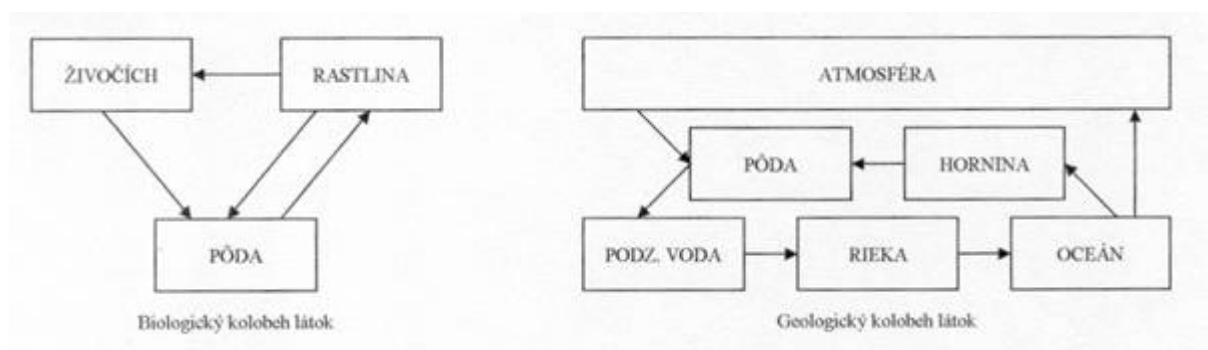 ŽIVOČÍCH
RASTLINA
PÔDA
Biologický kolobeh látok
ATMOSFÉRA
PÔDA
HORNINA
PODZ. VODA
RIEKA
OCEÁN
Geologický kolobeh látok